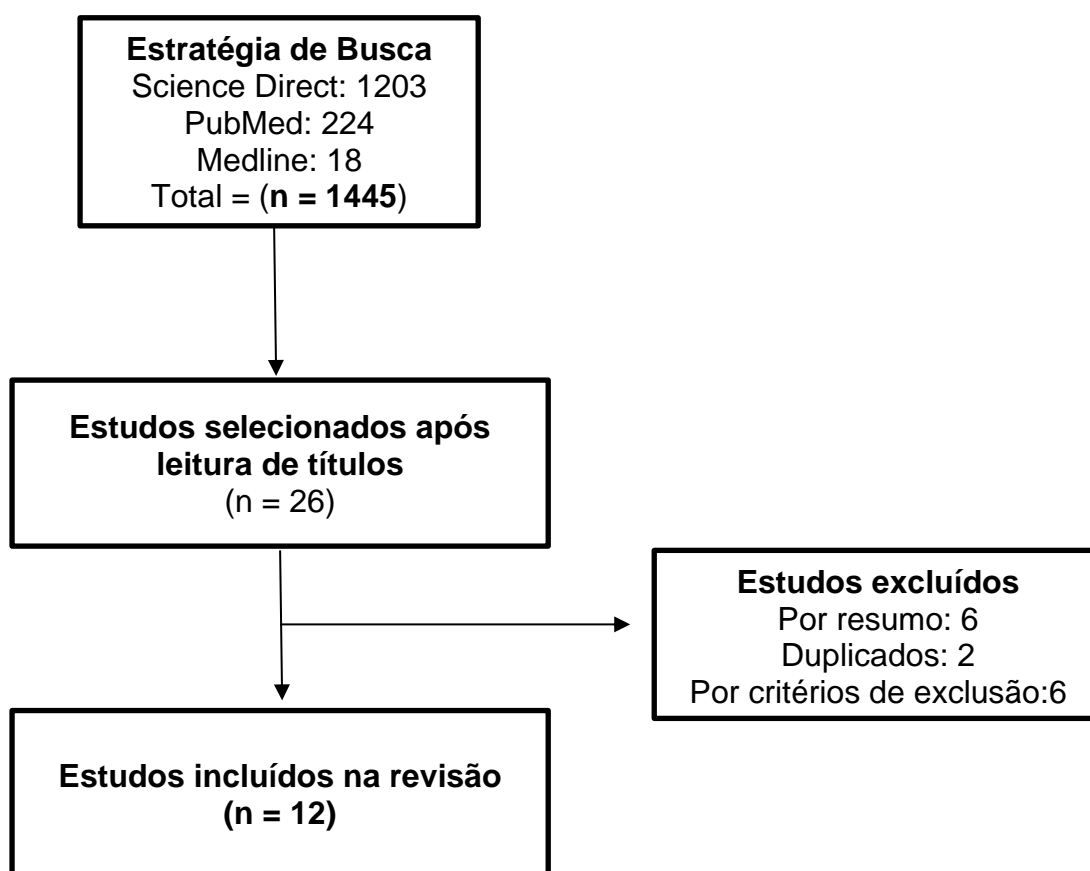 Estratégia de Busca
Science Direct: 1203
PubMed: 224
Medline: 18
Total = (n = 1445)
Estudos selecionados após
leitura de títulos
(n = 26)
Estudos excluídos
Por resumo: 6
Duplicados: 2
Por critérios de exclusão:6
Estudos incluídos na revisão
(n = 12)